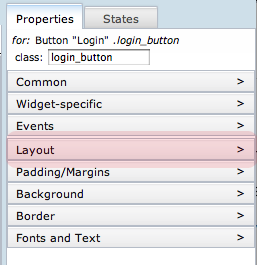 Properties States
for: Button "Login" .login_button
class: login_button
Common >
Widget-specific >
Events >
Layout >
Padding/Margins >
Background >
Border >
Fonts and Text >